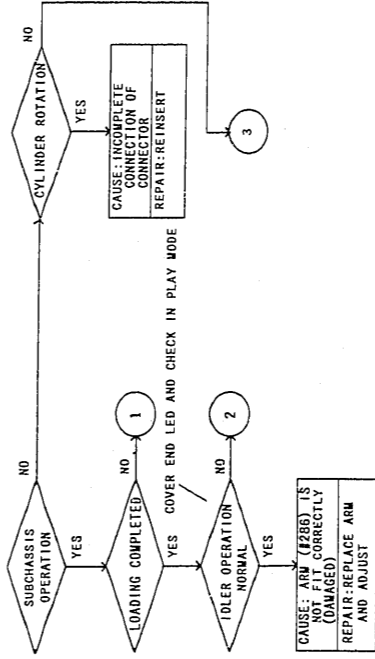 SUBCHASSIS
OPERATION
NO
YES
CYLINDER ROTATION
NO
YES
CAUSE:INCOMPLETE
CONNECTION OF
CONNECTOR
REPAIR:REINSERT
3
LOADING COMPLETED
NO
1
YES
COVER END LED AND CHECK IN PLAY MODE
IDLER OPERATION
NORMAL
NO
2
YES
CAUSE: ARM (#286) IS
NOT FIT CORRECTLY
(DAMAGED)
REPAIR:REPLACE ARM
AND ADJUST